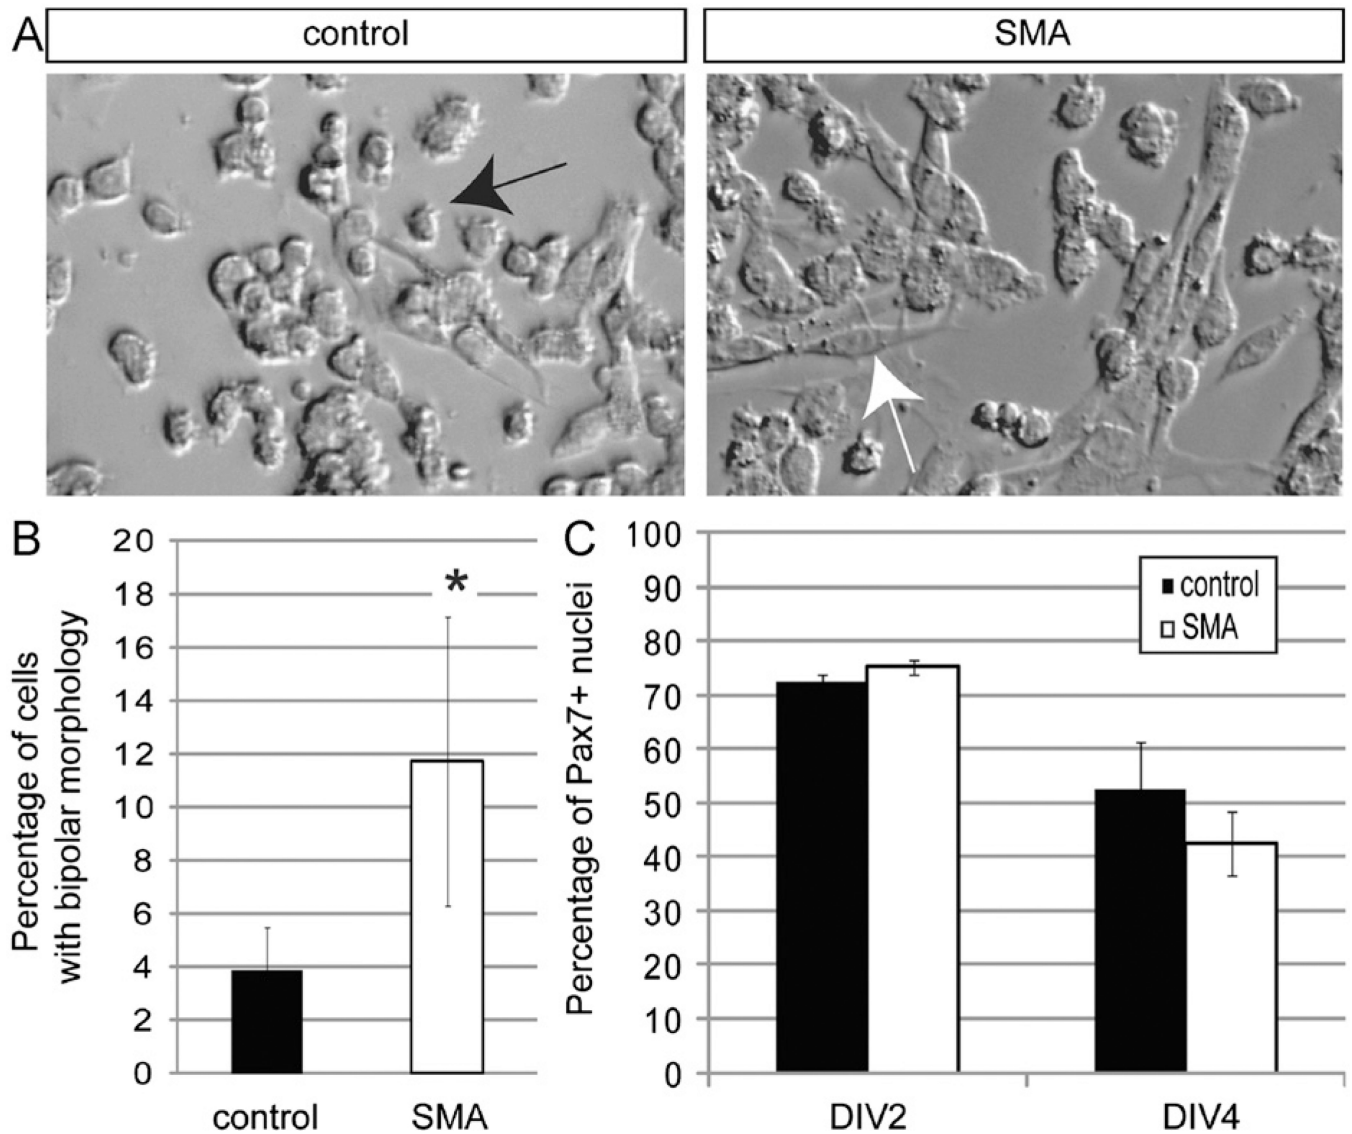 A
control
SMA
B
Percentage of cells
with bipolar morphology
20
18
16
14
12
10
8
6
4
2
0
*
control
SMA
C
Percentage of Pax7+ nuclei
100
90
80
70
60
50
40
30
20
10
0
control
SMA
DIV2
DIV4